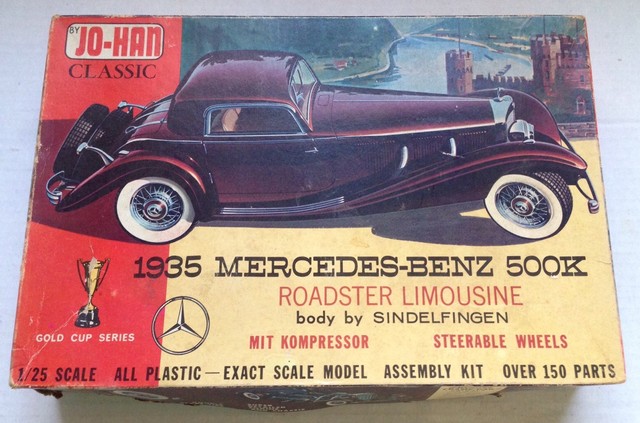 BY
JO-HAN
CLASSIC
1935 MERCEDES-BENZ 500K
ROADSTER LIMOUSINE
body by SINDELFINGEN
GOLD CUP SERIES
MIT KOMPRESSOR STEERABLE WHEELS
1/25 SCALE ALL PLASTIC—EXACT SCALE MODEL ASSEMBLY KIT OVER 150 PARTS